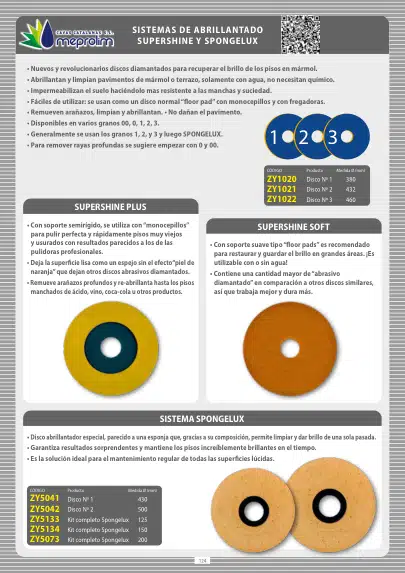 ZUYAS CATALANAS S.L.
meprolim
SISTEMAS DE ABRILLANTADO
SUPERSHINE Y SPONGELUX
• Nuevos y revolucionarios discos diamantados para recuperar el brillo de los pisos en mármol.
• Abrillantan y limpian pavimentos de mármol o terrazo, solamente con agua, no necesitan quimico.
• Impermeabilizan el suelo haciéndolo mas resistente a las manchas y suciedad.
• Fáciles de utilizar: se usan como un disco normal "floor pad" con monocepillos y con fregadoras.
• Remueven arañazos, limpian y abrillantan. • No dañan el pavimento.
• Disponibles en varios granos 00, 0, 1, 2, 3.
• Generalmente se usan los granos 1, 2, y 3 y luego SPONGELUX.
• Para remover rayas profundas se sugiere empezar con 0 y 00.
1 2 3
CÓDIGO Producto Medida Ø (mm)
ZY1020 Disco Nº 1 380
ZY1021 Disco Nº 2 432
ZY1022 Disco Nº 3 460
SUPERSHINE PLUS
• Con soporte semirígido, se utiliza con "monocepillos"
para pulir perfecta y rápidamente pisos muy viejos
y usurados con resultados parecidos a los de las
pulidoras profesionales.
• Deja la superficie lisa como un espejo sin el efecto"piel de
naranja" que dejan otros discos abrasivos diamantados.
• Remueve arañazos profundos y re-abrillanta hasta los pisos
manchados de ácido, vino, coca-cola u otros productos.
SUPERSHINE SOFT
• Con soporte suave tipo "floor pads" es recomendado
para restaurar y guardar el brillo en grandes áreas. ¡Es
utilizable con o sin agua!
• Contiene una cantidad mayor de "abrasivo
diamantado" en comparación a otros discos similares,
así que trabaja mejor y dura más.
SISTEMA SPONGELUX
• Disco abrillantador especial, parecido a una esponja que, gracias a su composición, permite limpiar y dar brillo de una sola pasada.
• Garantiza resultados sorprendentes y mantiene los pisos increíblemente brillantes en el tiempo.
• Es la solución ideal para el mantenimiento regular de todas las superficies lúcidas.
CÓDIGO Producto Medida Ø (mm)
ZY5041 Disco Nº 1 430
ZY5042 Disco Nº 2 500
ZY5133 Kit completo Spongelux 125
ZY5134 Kit completo Spongelux 150
ZY5073 Kit completo Spongelux 200
124